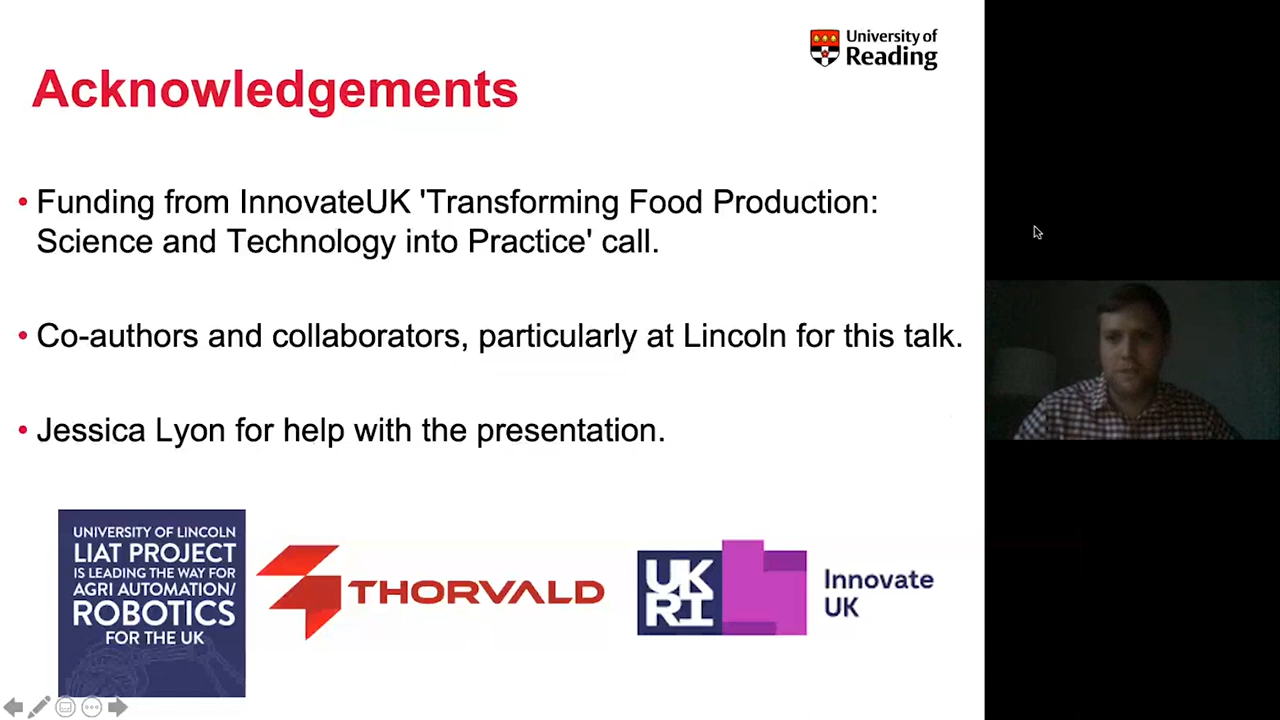 University of
Reading
Acknowledgements
• Funding from InnovateUK 'Transforming Food Production:
Science and Technology into Practice' call.
• Co-authors and collaborators, particularly at Lincoln for this talk.
• Jessica Lyon for help with the presentation.
UNIVERSITY OF LINCOLN
LIAT PROJECT
IS LEADING THE WAY FOR
AGRI AUTOMATION/
ROBOTICS
FOR THE UK
THORVALD
UK
RI
Innovate
UK